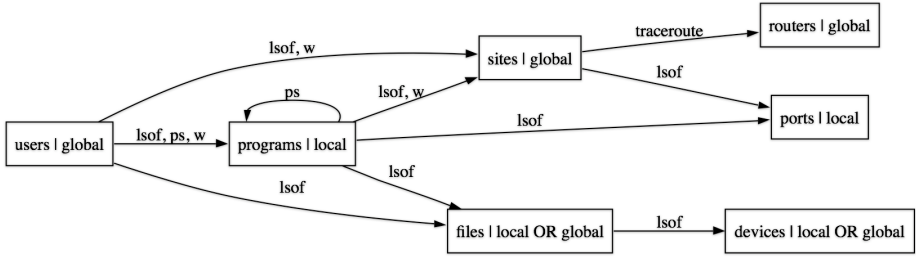 traceroute
routers | global
lsof, w
sites | global
lsof
ps
lsof, w
ports | local
lsof
users | global
lsof, ps, w
programs | local
lsof
lsof
files | local OR global
lsof
devices | local OR global